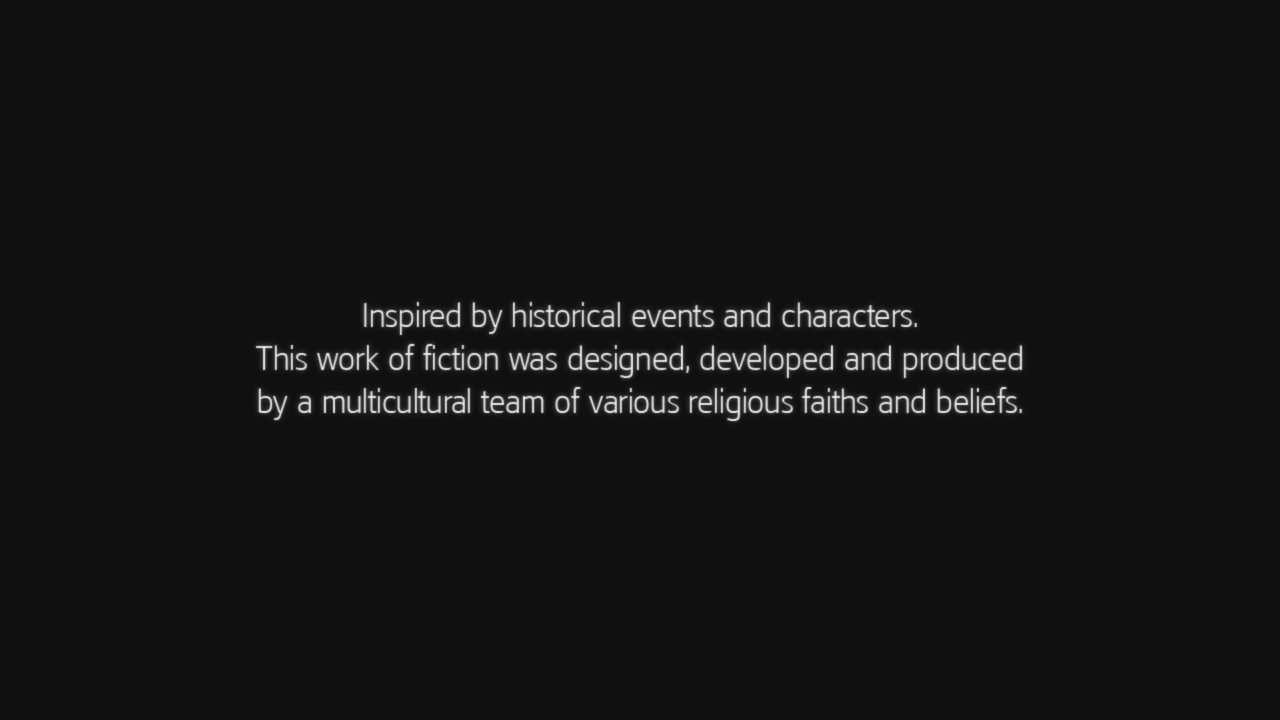 Inspired by historical events and characters.
This work of fiction was designed, developed and produced
by a multicultural team of various religious faiths and beliefs.